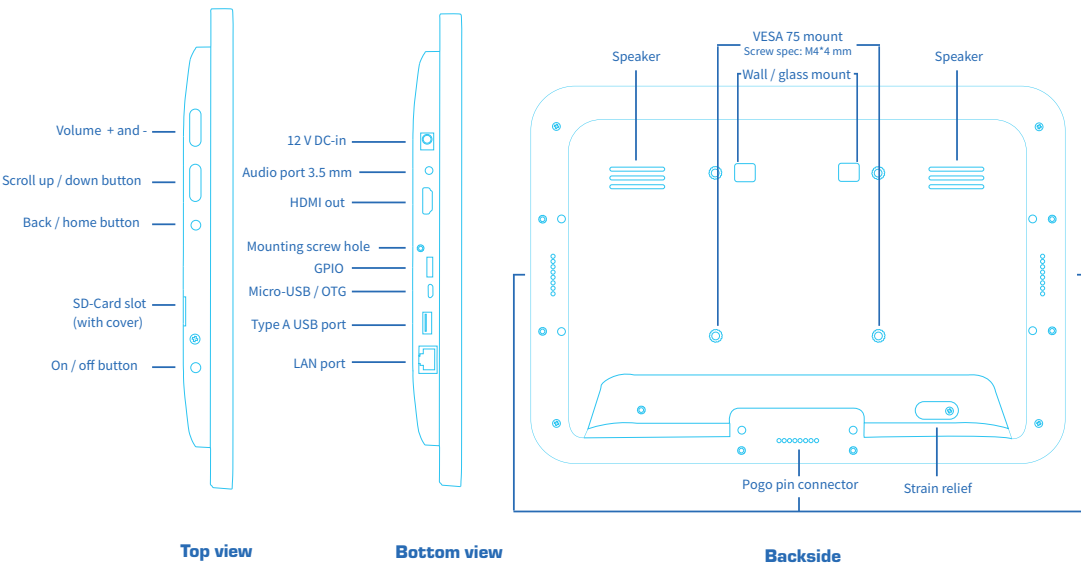 Volume + and -
Scroll up / down button
Back / home button
SD-Card slot
(with cover)
On / off button
Top view
12 V DC-in
Audio port 3.5 mm
HDMI out
Mounting screw hole
GPIO
Micro-USB / OTG
Type A USB port
LAN port
Bottom view
VESA 75 mount
Screw spec: M4*4 mm
Speaker
Speaker
Wall / glass mount
Pogo pin connector
Strain relief
Backside